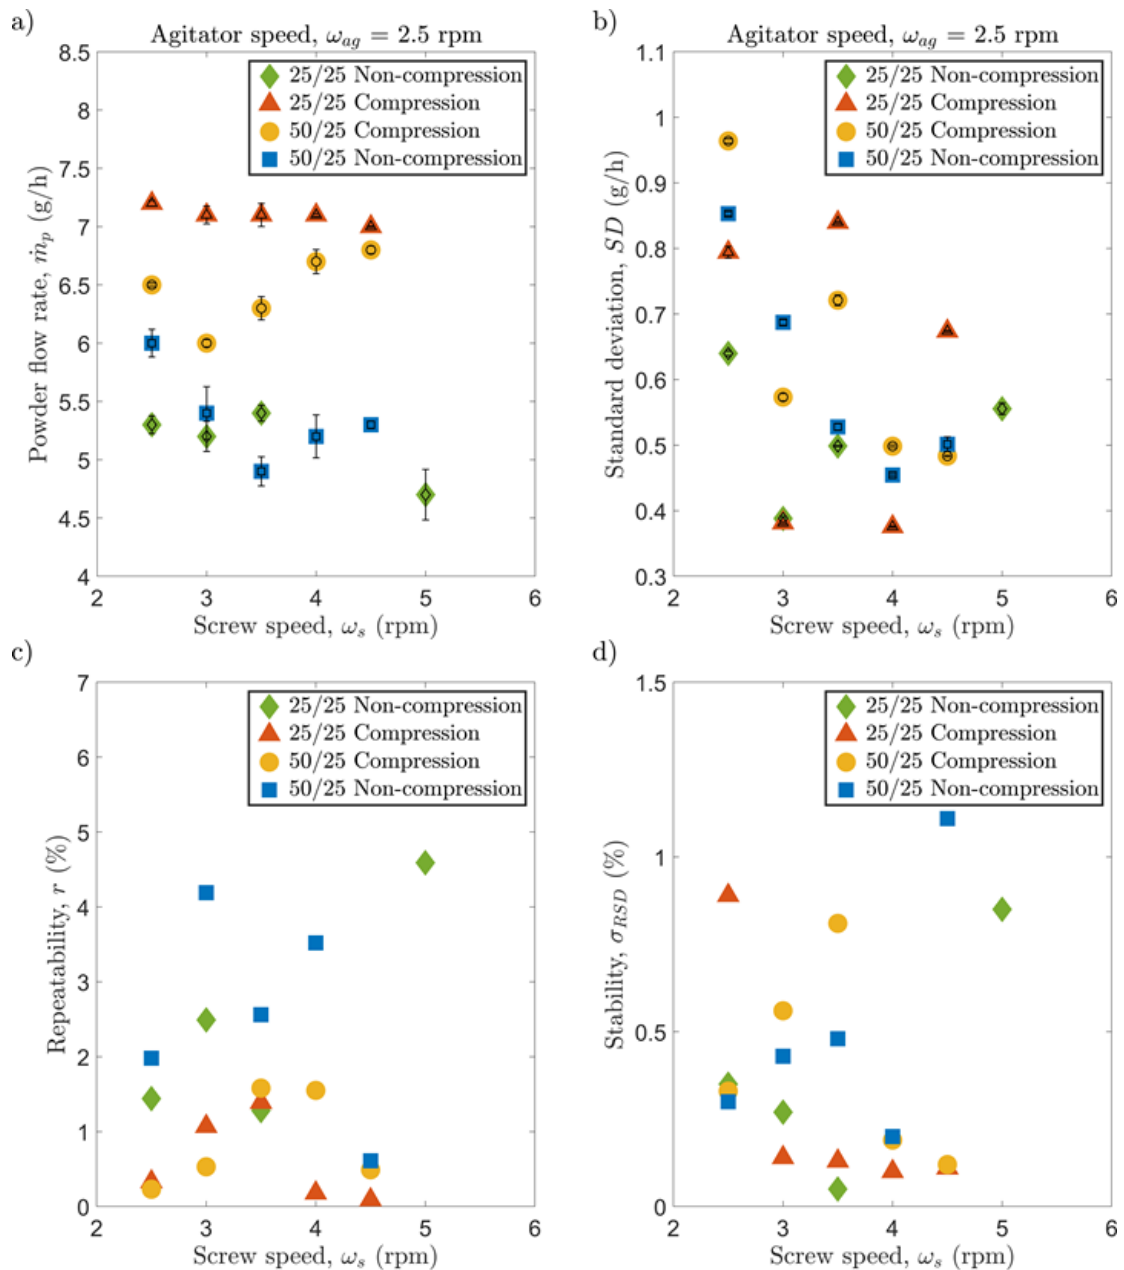 a)
Agitator speed, ω_ag = 2.5 rpm
8.5
8
7.5
7
6.5
6
5.5
5
4.5
4
2 3 4 5 6
Powder flow rate, ṁ_p (g/h)
Screw speed, ω_s (rpm)
25/25 Non-compression
25/25 Compression
50/25 Compression
50/25 Non-compression
b)
Agitator speed, ω_ag = 2.5 rpm
1.1
1
0.9
0.8
0.7
0.6
0.5
0.4
0.3
2 3 4 5 6
Standard deviation, SD (g/h)
Screw speed, ω_s (rpm)
25/25 Non-compression
25/25 Compression
50/25 Compression
50/25 Non-compression
c)
7
6
5
4
3
2
1
0
2 3 4 5 6
Repeatability, r (%)
Screw speed, ω_s (rpm)
25/25 Non-compression
25/25 Compression
50/25 Compression
50/25 Non-compression
d)
1.5
1
0.5
0
2 3 4 5 6
Stability, σ_RSD (%)
Screw speed, ω_s (rpm)
25/25 Non-compression
25/25 Compression
50/25 Compression
50/25 Non-compression